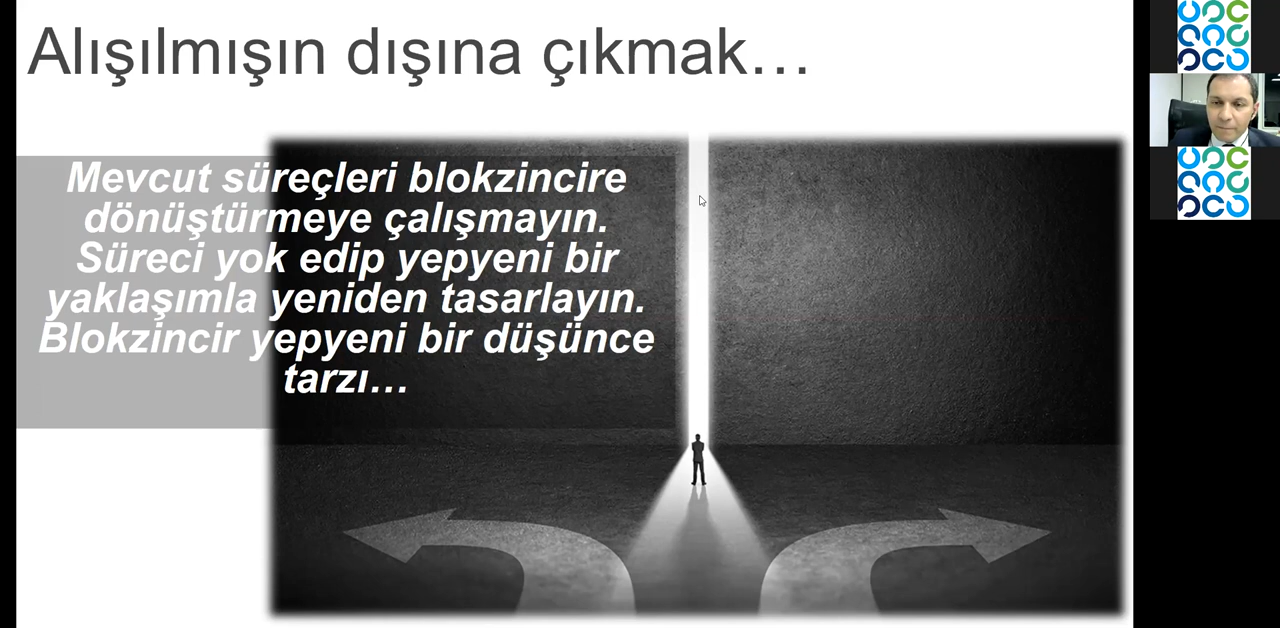 Alışılmışın dışına çıkmak…
Mevcut süreçleri blokzincire
dönüştürmeye çalışmayın.
Süreci yok edip yepyeni bir
yaklaşımla yeniden tasarlayın.
Blokzincir yepyeni bir düşünce
tarzı…